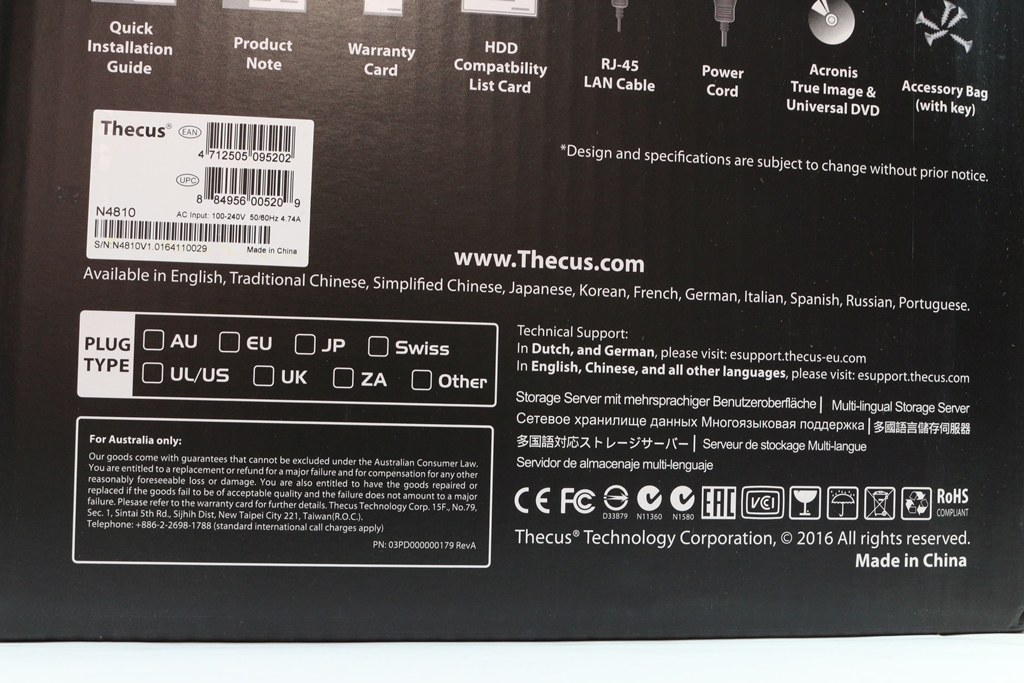 Quick
Installation
Guide
Product
Note
Warranty
Card
HDD
Compatbility
List Card
RJ-45
LAN Cable
Power
Cord
Acronis
True Image &
Universal DVD
Accessory Bag
(with key)
*Design and specifications are subject to change without prior notice.
Thecus® EAN
4 712505 095202
UPC
8 84956 00520 9
N4810 AC Input: 100-240V 50/60Hz 4.74A
S/N:N4810V1.0164110029 Made in China
www.Thecus.com
Available in English, Traditional Chinese, Simplified Chinese, Japanese, Korean, French, German, Italian, Spanish, Russian, Portuguese.
PLUG
TYPE
AU EU JP Swiss
UL/US UK ZA Other
For Australia only:
Our goods come with guarantees that cannot be excluded under the Australian Consumer Law.
You are entitled to a replacement or refund for a major failure and for compensation for any other
reasonably foreseeable loss or damage. You are also entitled to have the goods repaired or
replaced if the goods fail to be of acceptable quality and the failure does not amount to a major
failure. Please refer to the warranty card for further details. Thecus Technology Corp. 15F., No.79,
Sec. 1, Sintai 5th Rd., Sijhih Dist, New Taipei City 221, Taiwan(R.O.C.).
Telephone: +886-2-2698-1788 (standard international call charges apply)
PN: 03PD000000179 RevA
Technical Support:
In Dutch, and German, please visit: esupport.thecus-eu.com
In English, Chinese, and all other languages, please visit: esupport.thecus.com
Storage Server mit mehrsprachiger Benutzeroberfläche | Multi-lingual Storage Server
Сетевое хранилище данных Многоязыковая поддержка | 多國語言儲存伺服器
多国語対応ストレージサーバー | Serveur de stockage Multi-langue
Servidor de almacenaje multi-lenguaje
CE FC D33B79 N11360 N1580 EAC VCI RoHS
COMPLIANT
Thecus® Technology Corporation, © 2016 All rights reserved.
Made in China